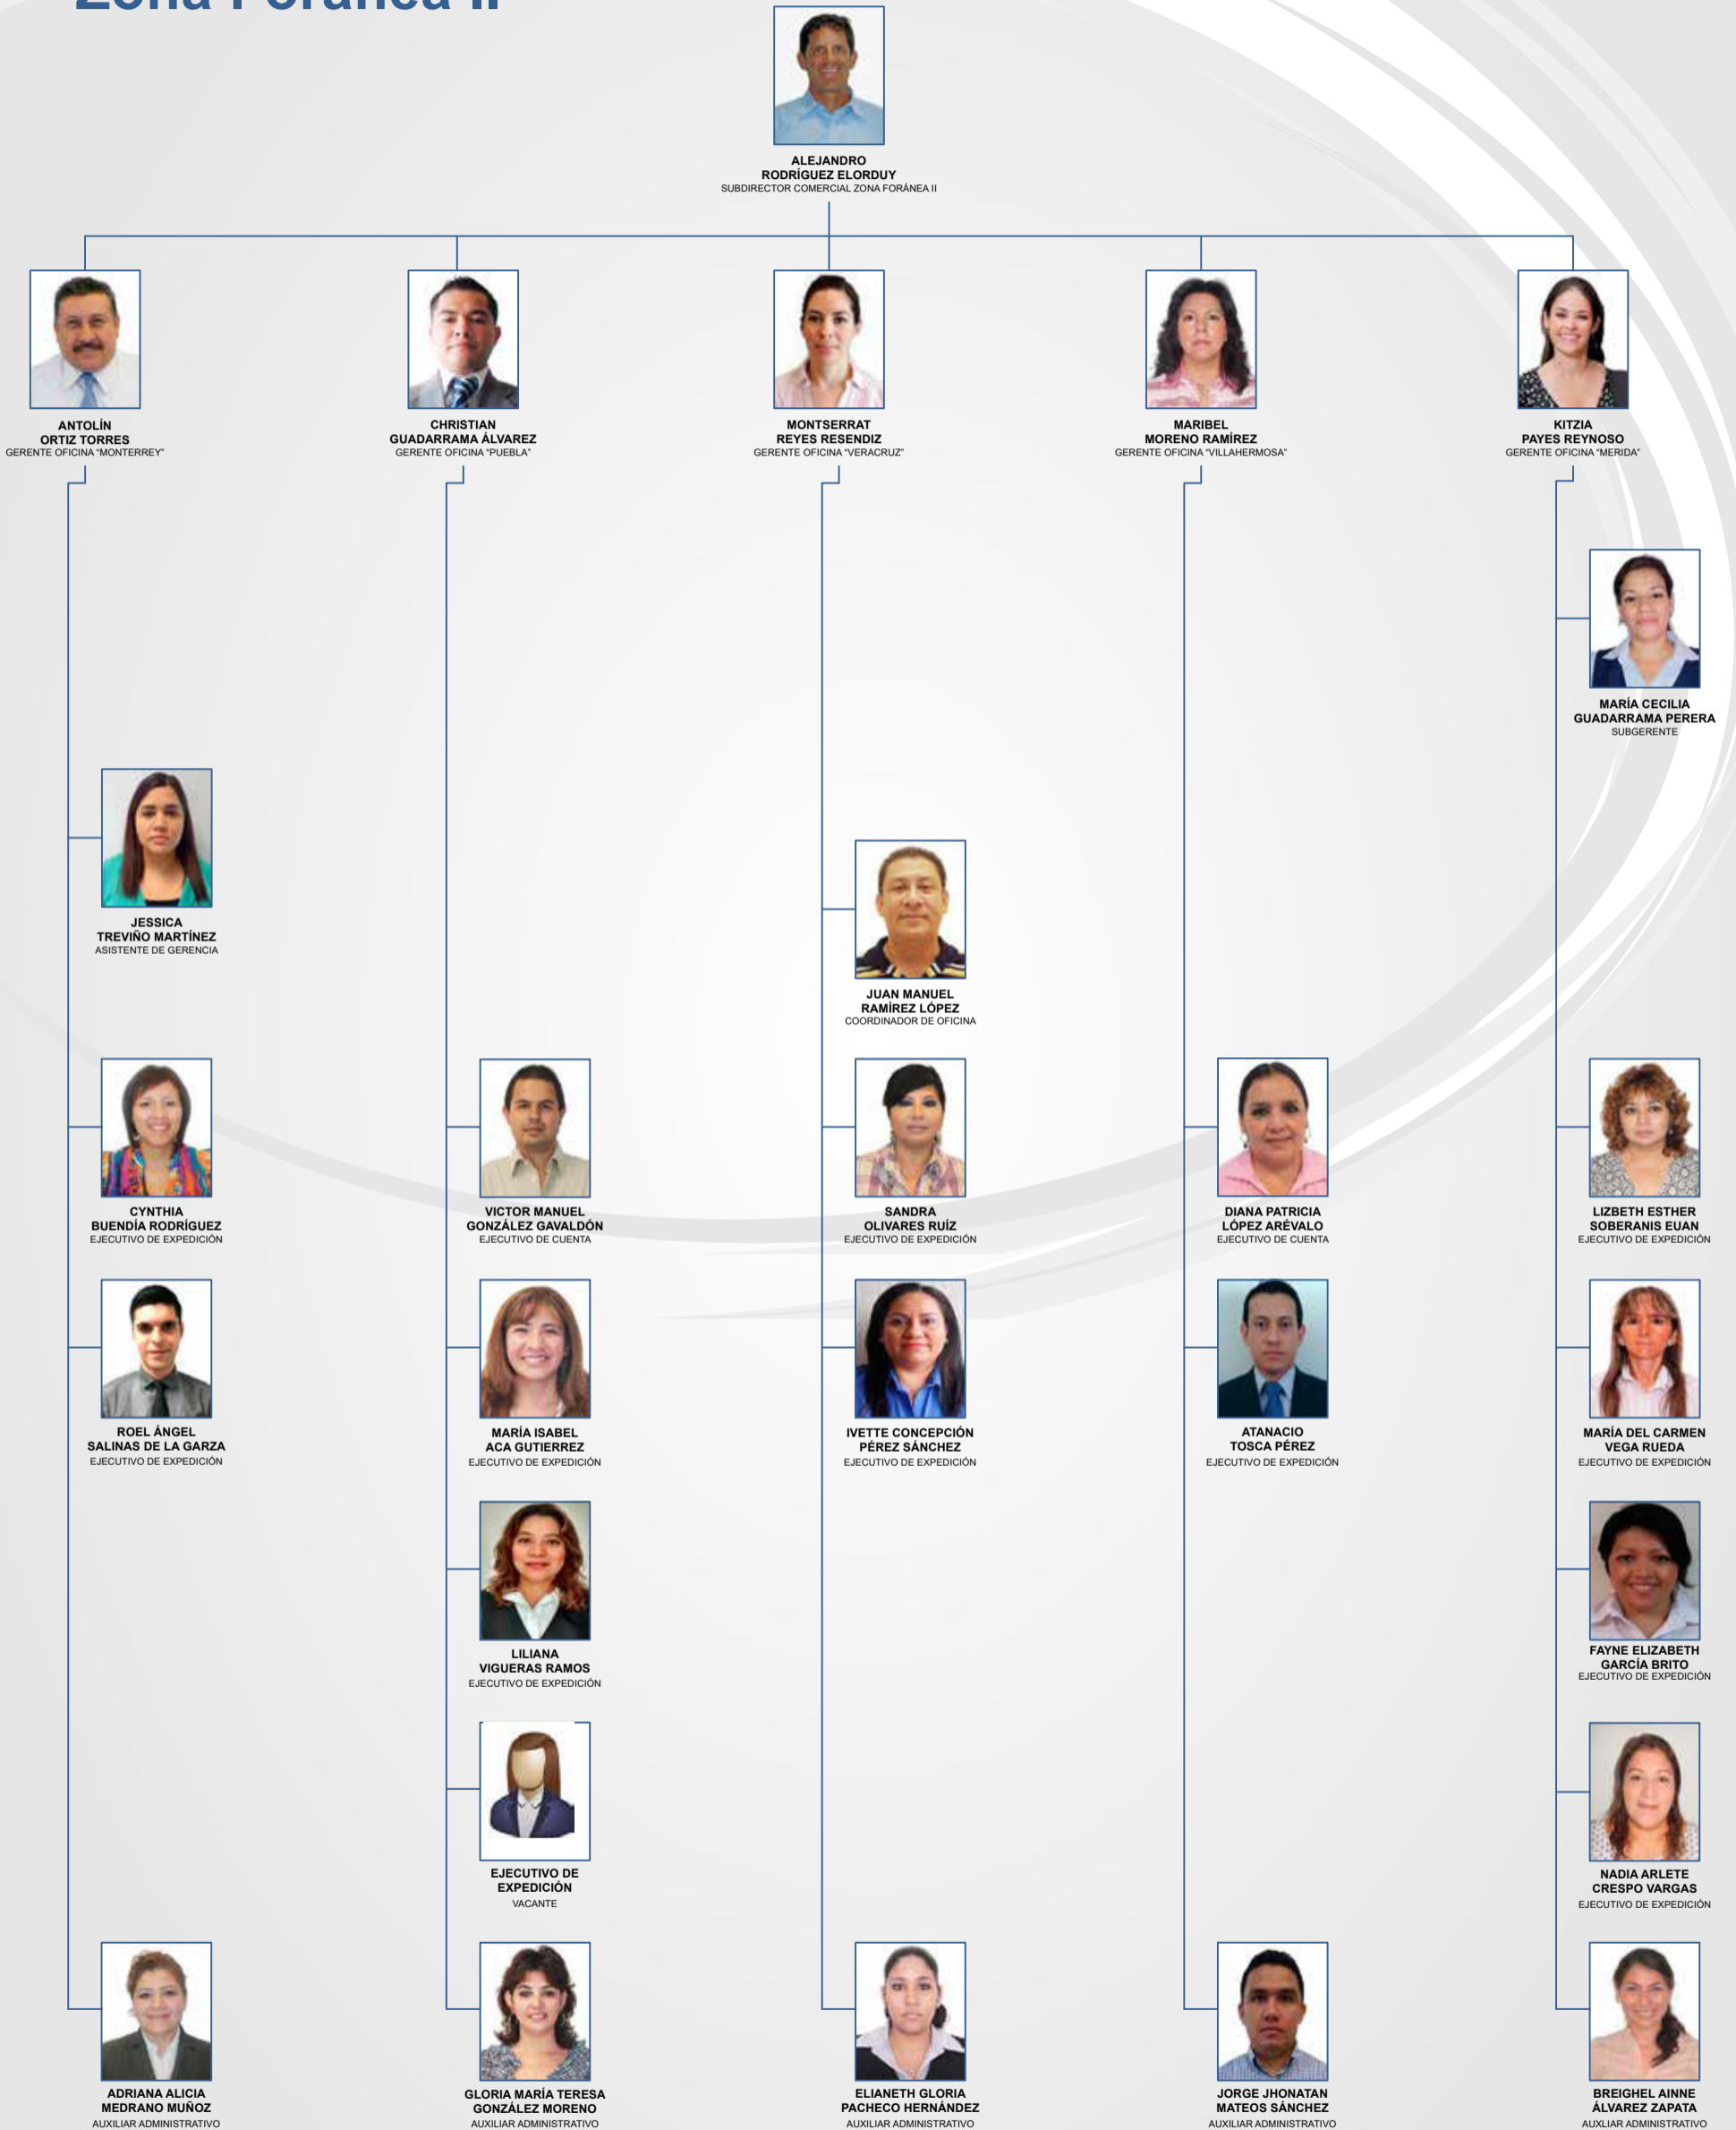 Zona Foránea II
ALEJANDRO
RODRÍGUEZ ELORDUY
SUBDIRECTOR COMERCIAL ZONA FORÁNEA II
ANTOLÍN
ORTIZ TORRES
GERENTE OFICINA “MONTERREY”
CHRISTIAN
GUADARRAMA ÁLVAREZ
GERENTE OFICINA “PUEBLA”
MONTSERRAT
REYES RESENDIZ
GERENTE OFICINA “VERACRUZ”
MARIBEL
MORENO RAMÍREZ
GERENTE OFICINA “VILLAHERMOSA”
KITZIA
PAYES REYNOSO
GERENTE OFICINA “MERIDA”
MARÍA CECILIA
GUADARRAMA PERERA
SUBGERENTE
JESSICA
TREVIÑO MARTÍNEZ
ASISTENTE DE GERENCIA
JUAN MANUEL
RAMÍREZ LÓPEZ
COORDINADOR DE OFICINA
CYNTHIA
BUENDÍA RODRÍGUEZ
EJECUTIVO DE EXPEDICIÓN
VICTOR MANUEL
GONZÁLEZ GAVALDÓN
EJECUTIVO DE CUENTA
SANDRA
OLIVARES RUÍZ
EJECUTIVO DE EXPEDICIÓN
DIANA PATRICIA
LÓPEZ ARÉVALO
EJECUTIVO DE CUENTA
LIZBETH ESTHER
SOBERANIS EUAN
EJECUTIVO DE EXPEDICIÓN
ROEL ÁNGEL
SALINAS DE LA GARZA
EJECUTIVO DE EXPEDICIÓN
MARÍA ISABEL
ACA GUTIERREZ
EJECUTIVO DE EXPEDICIÓN
IVETTE CONCEPCIÓN
PÉREZ SÁNCHEZ
EJECUTIVO DE EXPEDICIÓN
ATANACIO
TOSCA PÉREZ
EJECUTIVO DE EXPEDICIÓN
MARÍA DEL CARMEN
VEGA RUEDA
EJECUTIVO DE EXPEDICIÓN
LILIANA
VIGUERAS RAMOS
EJECUTIVO DE EXPEDICIÓN
FAYNE ELIZABETH
GARCÍA BRITO
EJECUTIVO DE EXPEDICIÓN
EJECUTIVO DE
EXPEDICIÓN
VACANTE
NADIA ARLETE
CRESPO VARGAS
EJECUTIVO DE EXPEDICIÓN
ADRIANA ALICIA
MEDRANO MUÑOZ
AUXILIAR ADMINISTRATIVO
GLORIA MARÍA TERESA
GONZÁLEZ MORENO
AUXILIAR ADMINISTRATIVO
ELIANETH GLORIA
PACHECO HERNÁNDEZ
AUXILIAR ADMINISTRATIVO
JORGE JHONATAN
MATEOS SÁNCHEZ
AUXILIAR ADMINISTRATIVO
BREIGHEL AINNE
ÁLVAREZ ZAPATA
AUXLIAR ADMINISTRATIVO